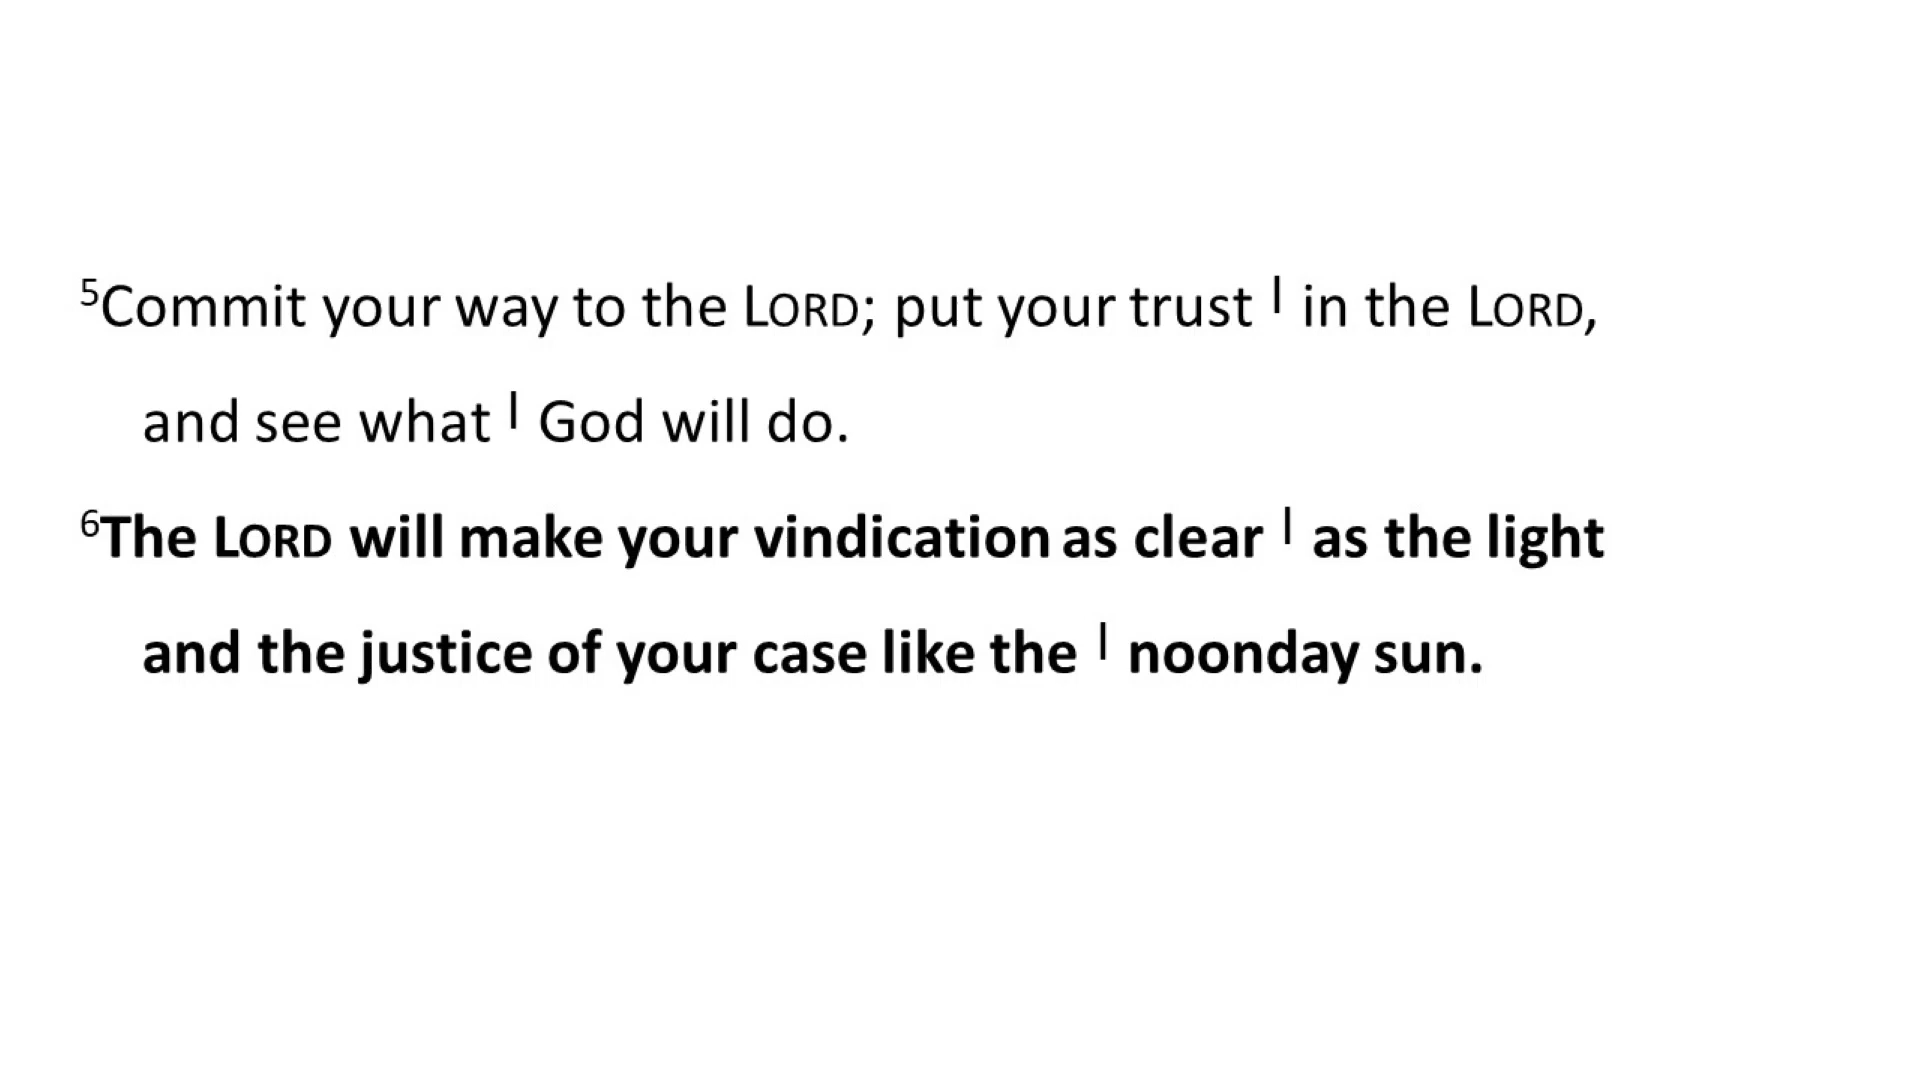 ⁵Commit your way to the LORD; put your trust ˈ in the LORD,
and see what ˈ God will do.
⁶The LORD will make your vindication as clear ˈ as the light
and the justice of your case like the ˈ noonday sun.